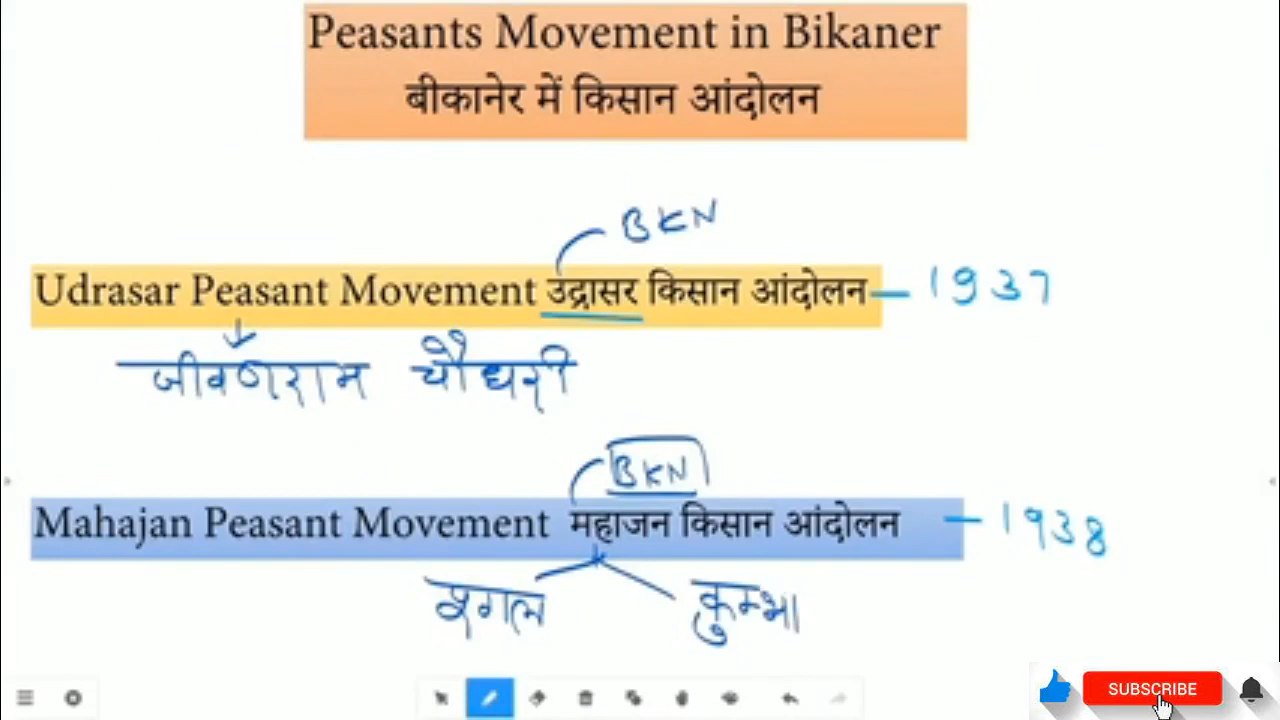 Peasants Movement in Bikaner
बीकानेर में किसान आंदोलन
BKN
Udrasar Peasant Movement उद्रासर किसान आंदोलन - 1937
जीवणराम चौधरी
BKN
Mahajan Peasant Movement महाजन किसान आंदोलन - 1938
कुम्भा
SUBSCRIBE